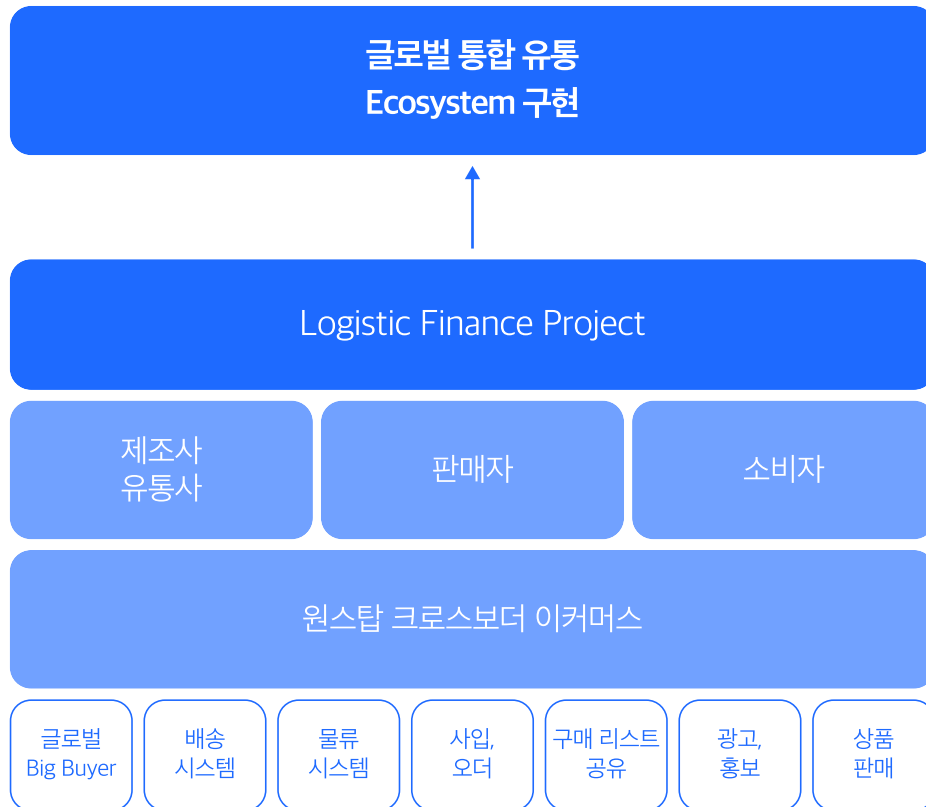 글로벌 통합 유통
Ecosystem 구현
Logistic Finance Project
제조사
유통사
판매자
소비자
원스탑 크로스보더 이커머스
글로벌
Big Buyer
배송
시스템
물류
시스템
사입,
오더
구매 리스트
공유
광고,
홍보
상품
판매